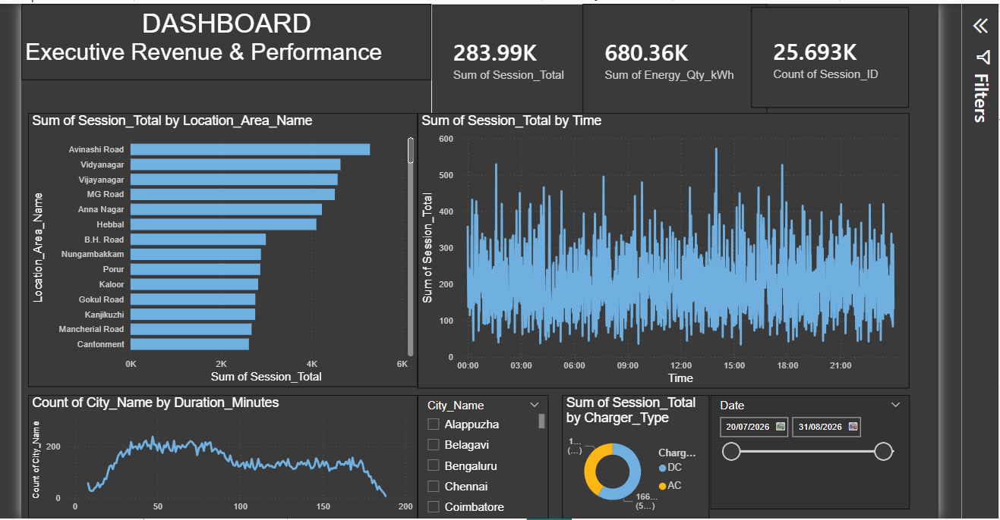 DASHBOARD
Executive Revenue & Performance
283.99K
Sum of Session_Total
680.36K
Sum of Energy_Qty_kWh
25.693K
Count of Session_ID
Filters
Sum of Session_Total by Location_Area_Name
Location_Area_Name
Avinashi Road
Vidyanagar
Vijayanagar
MG Road
Anna Nagar
Hebbal
B.H. Road
Nungambakkam
Porur
Kaloor
Gokul Road
Kanjikuzhi
Mancherial Road
Cantonment
0K 2K 4K 6K
Sum of Session_Total
Sum of Session_Total by Time
Sum of Session_Total
600
500
400
300
200
100
0
00:00 03:00 06:00 09:00 12:00 15:00 18:00 21:00
Time
Count of City_Name by Duration_Minutes
Count of City_Name
200
0
0 50 100 150 200
City_Name
Alappuzha
Belagavi
Bengaluru
Chennai
Coimbatore
Sum of Session_Total
by Charger_Type
1...
(...)
166...
(5...)
Charg...
DC
AC
Date
20/07/2026 31/08/2026